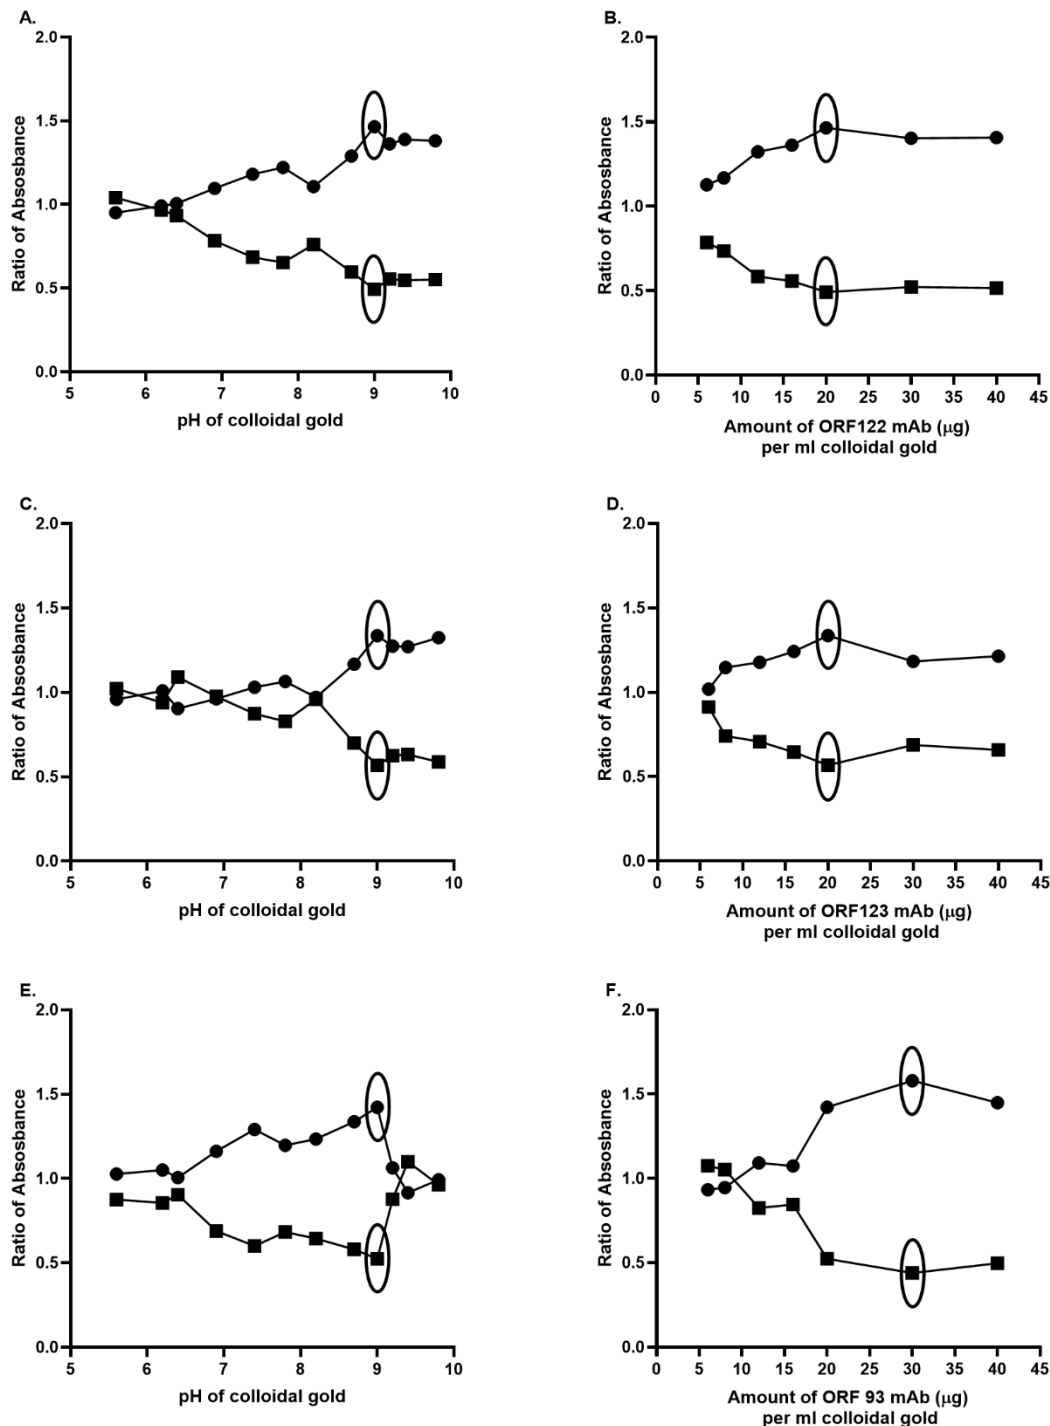 A.
2.0
1.5
1.0
0.5
0.0
Ratio of Absosbance
5 6 7 8 9 10
pH of colloidal gold
B.
2.0
1.5
1.0
0.5
0.0
Ratio of Absosbance
0 5 10 15 20 25 30 35 40 45
Amount of ORF122 mAb (μg)
per ml colloidal gold
C.
2.0
1.5
1.0
0.5
0.0
Ratio of Absosbance
5 6 7 8 9 10
pH of colloidal gold
D.
2.0
1.5
1.0
0.5
0.0
Ratio of Absosbance
0 5 10 15 20 25 30 35 40 45
Amount of ORF123 mAb (μg)
per ml colloidal gold
E.
2.0
1.5
1.0
0.5
0.0
Ratio of Absosbance
5 6 7 8 9 10
pH of colloidal gold
F.
2.0
1.5
1.0
0.5
0.0
Ratio of Absosbance
0 5 10 15 20 25 30 35 40 45
Amount of ORF 93 mAb (μg)
per ml colloidal gold